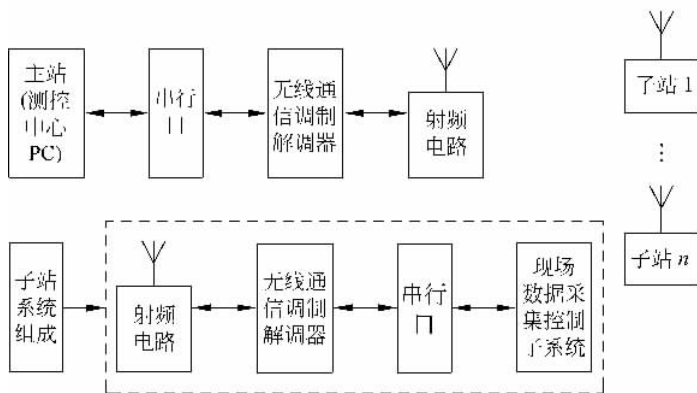 主站
(测控
中心
PC)
串行
口
无线通
信调制
解调器
射频
电路
子站 1
⋮
子站 n
子站
系统
组成
射频
电路
无线通
信调制
解调器
串行
口
现场
数据采
集控制
子系统